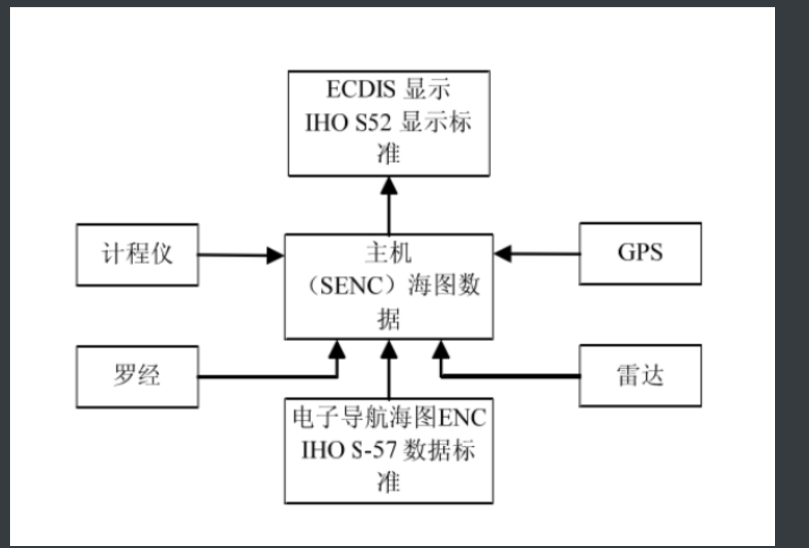 ECDIS 显示
IHO S52 显示标
准
计程仪
主机
（SENC）海图数
据
GPS
罗经
雷达
电子导航海图ENC
IHO S-57 数据标
准